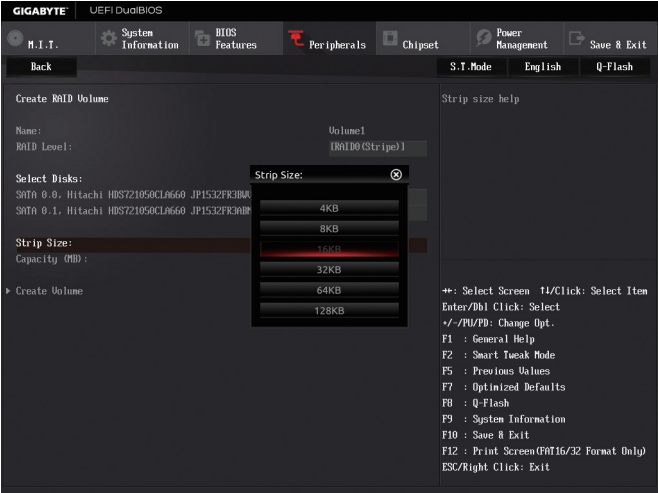 GIGABYTE™ UEFI DualBIOS
M.I.T.
System Information
BIOS Features
Peripherals
Chipset
Power Management
Save & Exit
Back
S.T.Mode English Q-Flash
Create RAID Volume
Name: Volume1
RAID Level: [RAID0(Stripe)]
Select Disks:
SATA 0.0, Hitachi HDS721050CLA660
SATA 0.1, Hitachi HDS721050CLA660
Strip Size:
Capacity (MB):
Create Volume
Strip Size:
4KB
8KB
16KB
32KB
64KB
128KB
Strip size help
→←: Select Screen ↑↓/Click: Select Item
Enter/Dbl Click: Select
+/-/PU/PD: Change Opt.
F1 : General Help
F2 : Smart Tweak Mode
F5 : Previous Values
F7 : Optimized Defaults
F8 : Q-Flash
F9 : System Information
F10 : Save & Exit
F12 : Print Screen(FAT16/32 Format Only)
ESC/Right Click: Exit